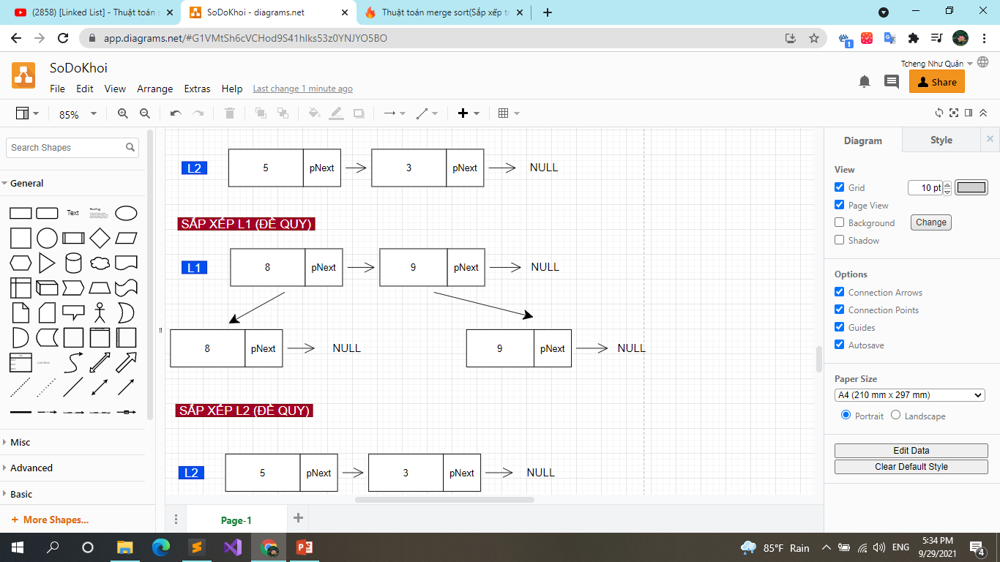 (2858) [Linked List] - Thuật toán s
SoDoKhoi - diagrams.net
Thuật toán merge sort(Sắp xếp tr
app.diagrams.net/#G1VMtSh6cVCHod9S41hIks53z0YNJYO5BO
1
SoDoKhoi
Tcheng Như Quân
File Edit View Arrange Extras Help Last change 1 minute ago
Share
85%
Search Shapes
General
Text
Heading
List Item
Misc
Advanced
Basic
+ More Shapes...
L2 5 pNext 3 pNext NULL
SẮP XẾP L1 (ĐỆ QUY)
L1 8 pNext 9 pNext NULL
8 pNext NULL 9 pNext NULL
SẮP XẾP L2 (ĐỆ QUY)
L2 5 pNext 3 pNext NULL
Page-1
Diagram Style
View
Grid 10 pt
Page View
Background Change
Shadow
Options
Connection Arrows
Connection Points
Guides
Autosave
Paper Size
A4 (210 mm x 297 mm)
Portrait Landscape
Edit Data
Clear Default Style
85°F Rain ENG 5:34 PM
9/29/2021 4